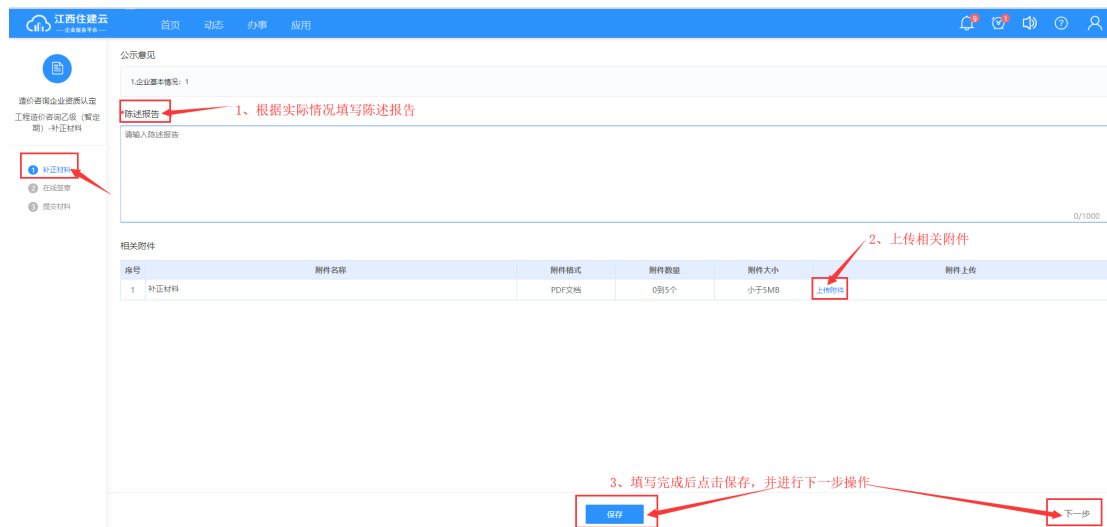 江西住建云
企业服务平台
首页 动态 办事 应用
公示意见
1.企业基本情况：1
造价咨询企业资质认定
工程造价咨询乙级（暂定
期）-补正材料
*陈述报告
1、根据实际情况填写陈述报告
请输入陈述报告
1 补正材料
2 在线签章
3 提交材料
0/1000
相关附件
2、上传相关附件
序号 附件名称 附件格式 附件数量 附件大小 附件上传
1 补正材料 PDF文档 0到5个 小于5MB 上传附件
3、填写完成后点击保存，并进行下一步操作
保存
下一步